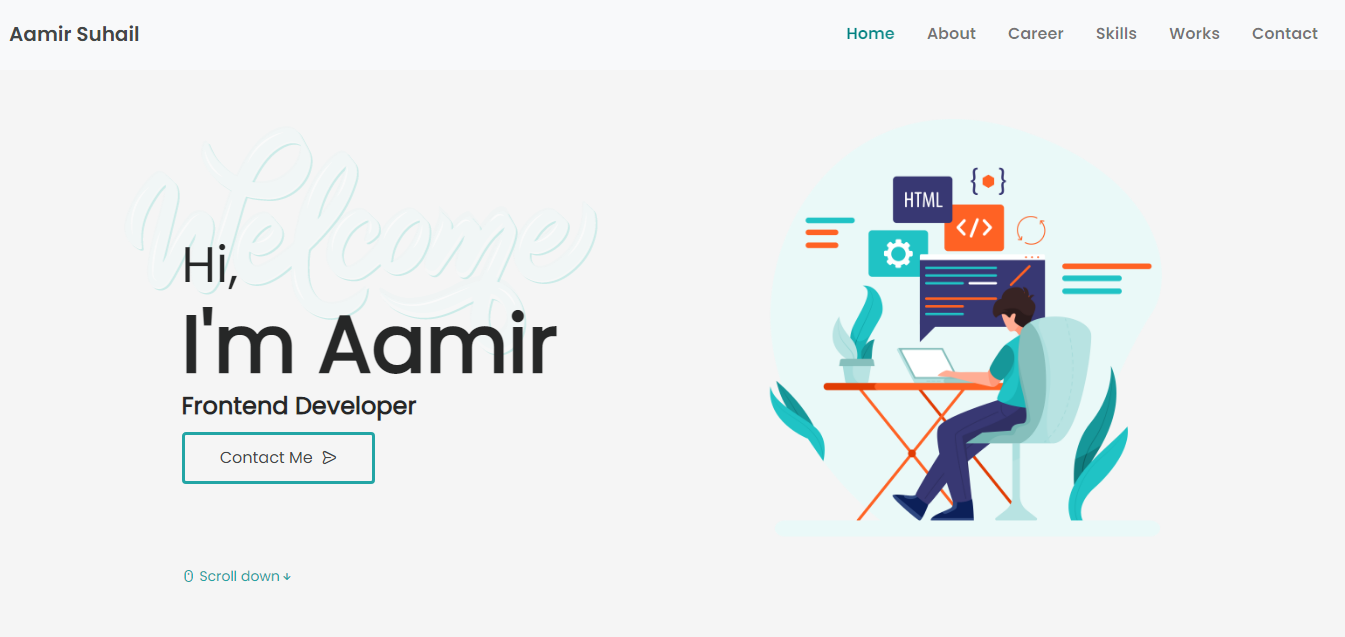 Aamir Suhail
Home About Career Skills Works Contact
Welcome
Hi,
I'm Aamir
Frontend Developer
Contact Me
Scroll down
HTML
{ }
</>